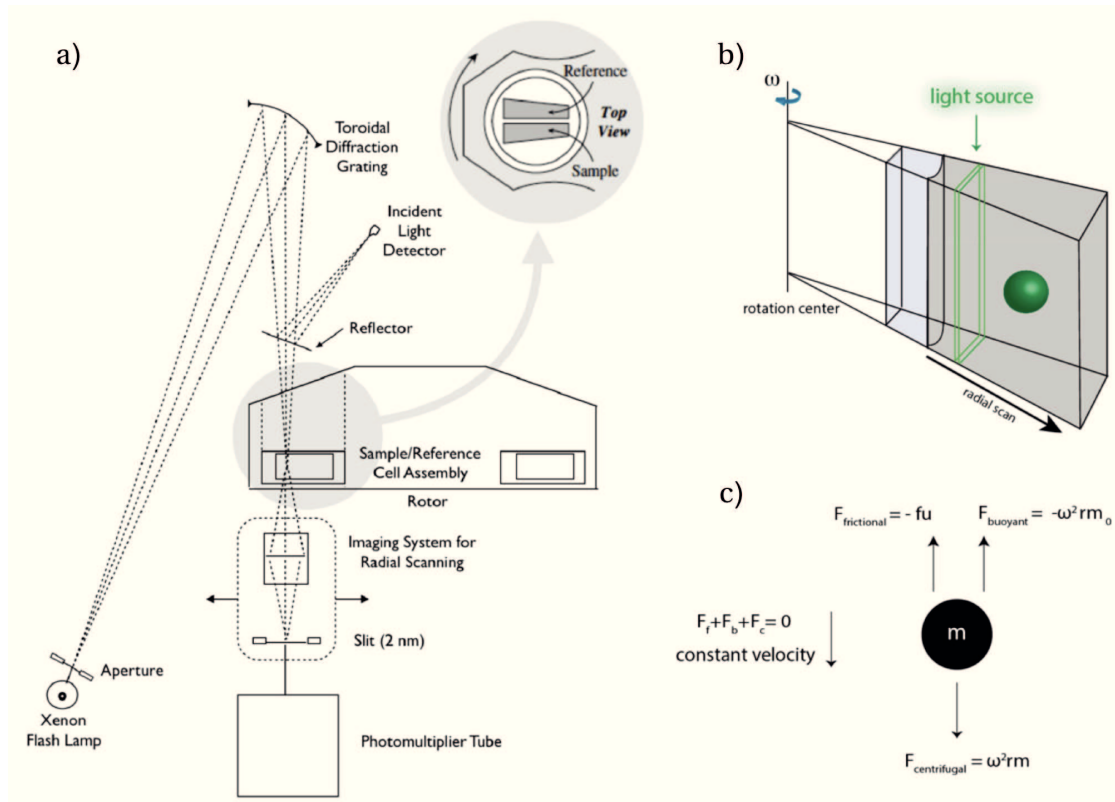 a)
Toroidal
Diffraction
Grating
Reference
Top
View
Sample
Incident
Light
Detector
Reflector
Sample/Reference
Cell Assembly
Rotor
Imaging System for
Radial Scanning
Slit (2 nm)
Aperture
Xenon
Flash Lamp
Photomultiplier Tube
b)
ω
light source
rotation center
radial scan
c)
F_frictional = - fu
F_buoyant = -ω²rm₀
F_f+F_b+F_c= 0
constant velocity
m
F_centrifugal = ω²rm